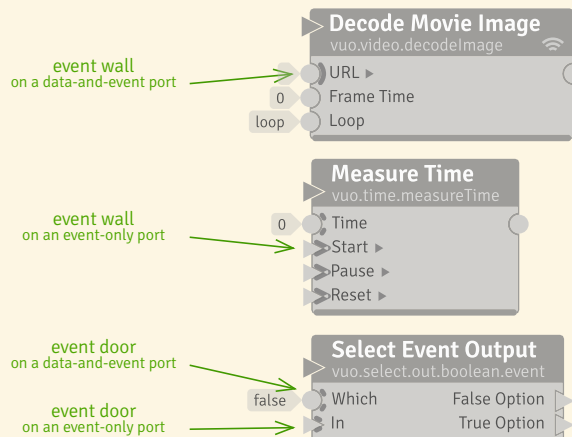 Decode Movie Image
vuo.video.decodeImage
event wall
on a data-and-event port
URL
0
Frame Time
loop
Loop
Measure Time
vuo.time.measureTime
event wall
on an event-only port
0
Time
Start
Pause
Reset
Select Event Output
vuo.select.out.boolean.event
event door
on a data-and-event port
false
Which
False Option
event door
on an event-only port
In
True Option